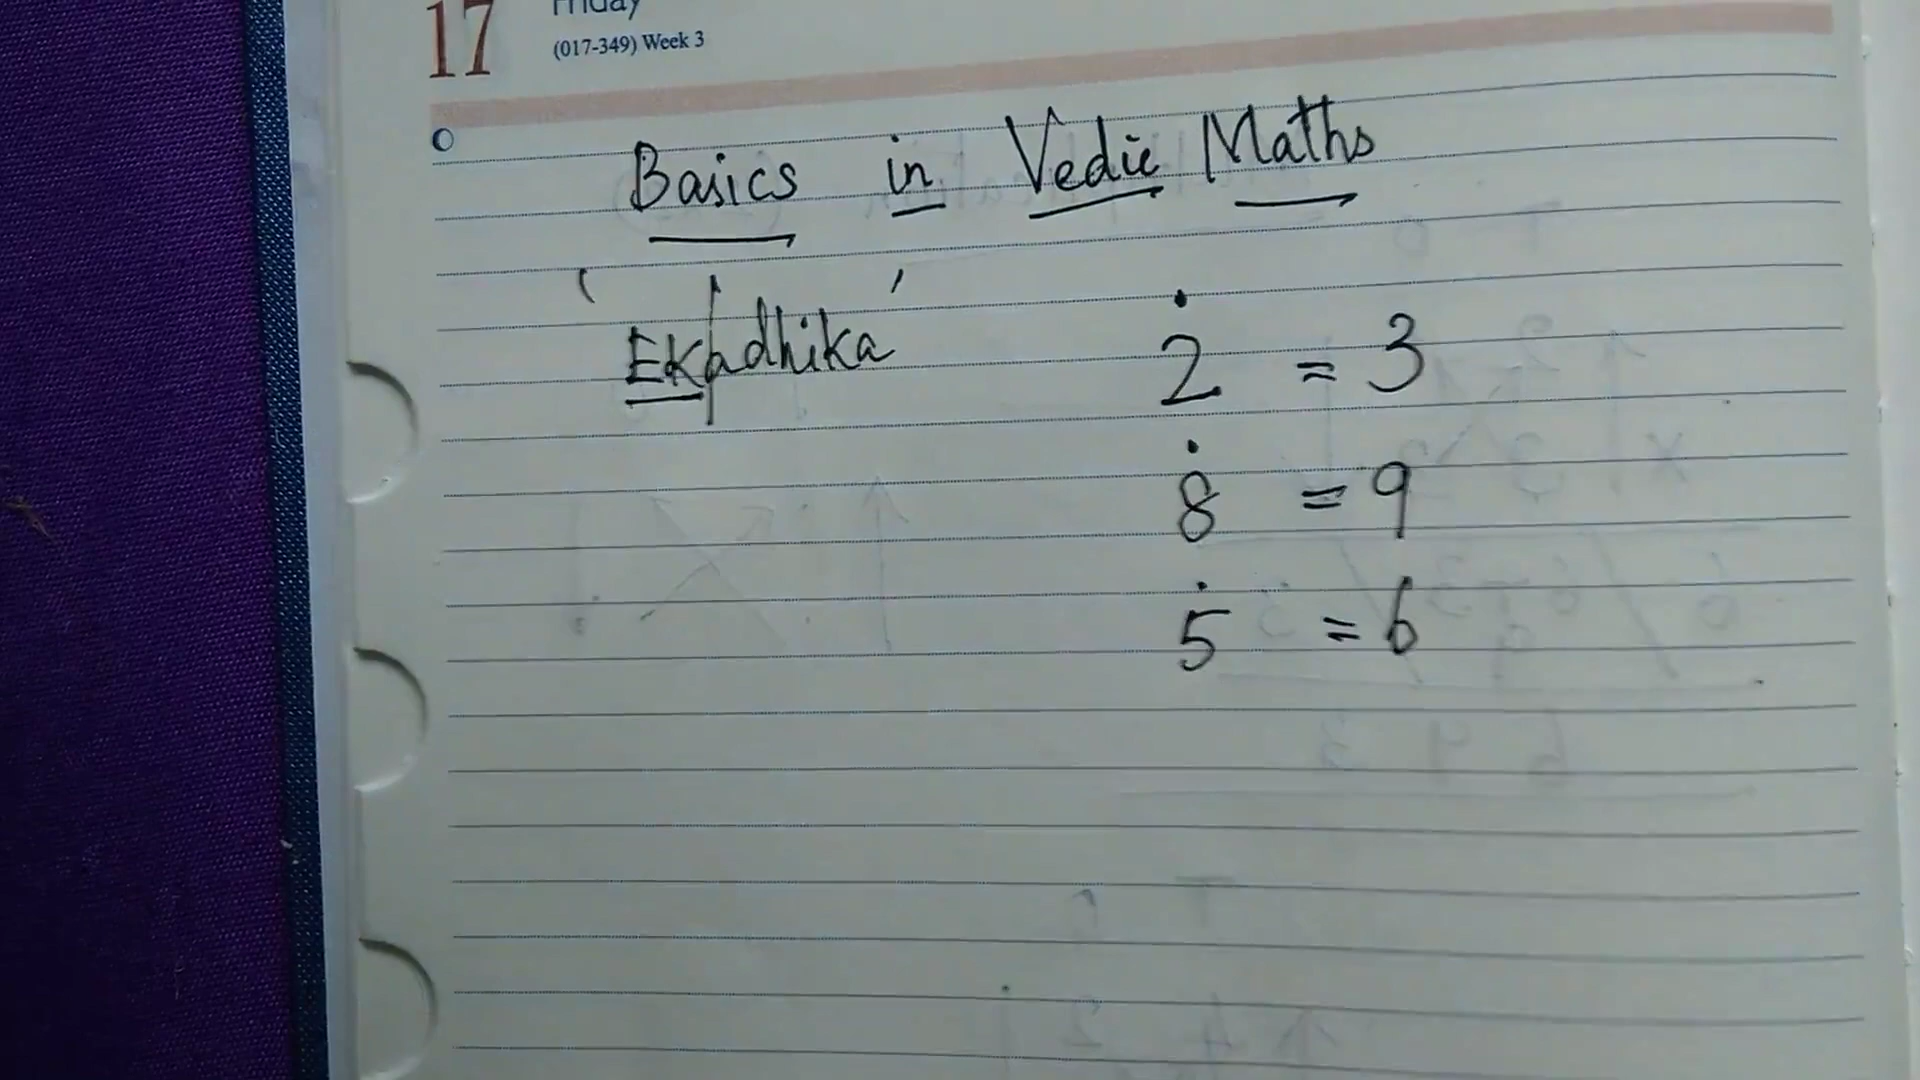 17 Friday
(017-349) Week 3
Basics in Vedic Maths
'Ekadhika'
2̇ = 3
8̇ = 9
5̇ = 6